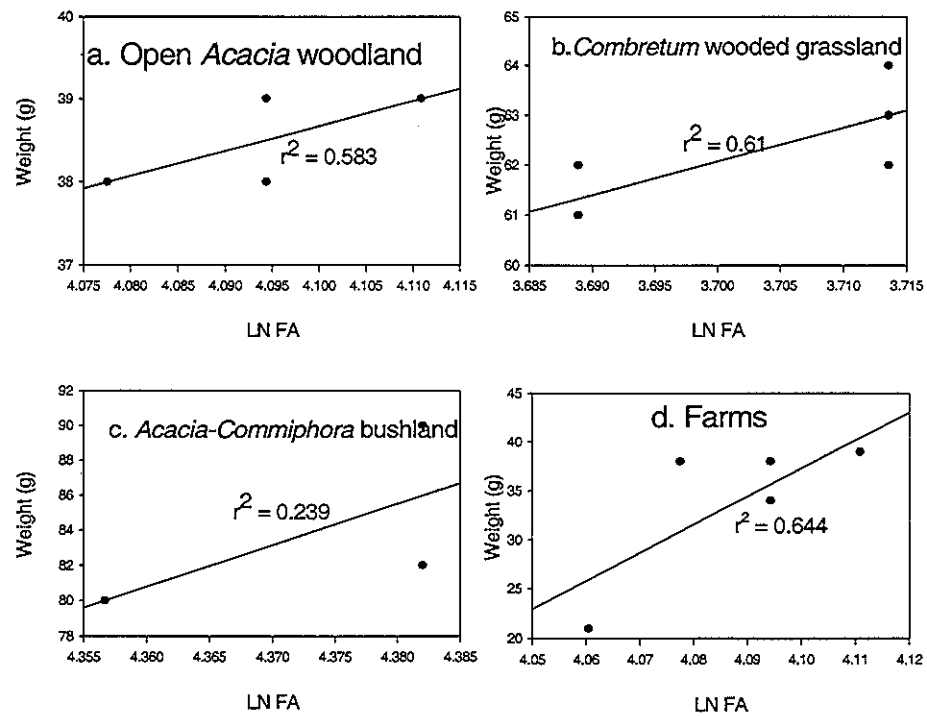 a. Open Acacia woodland
Weight (g)
40
39
38
37
r² = 0.583
4.075 4.080 4.085 4.090 4.095 4.100 4.105 4.110 4.115
LN FA
b. Combretum wooded grassland
Weight (g)
65
64
63
62
61
60
r² = 0.61
3.685 3.690 3.695 3.700 3.705 3.710 3.715
LN FA
c. Acacia-Commiphora bushland
Weight (g)
92
90
88
86
84
82
80
78
r² = 0.239
4.355 4.360 4.365 4.370 4.375 4.380 4.385
LN FA
d. Farms
Weight (g)
45
40
35
30
25
20
r² = 0.644
4.05 4.06 4.07 4.08 4.09 4.10 4.11 4.12
LN FA